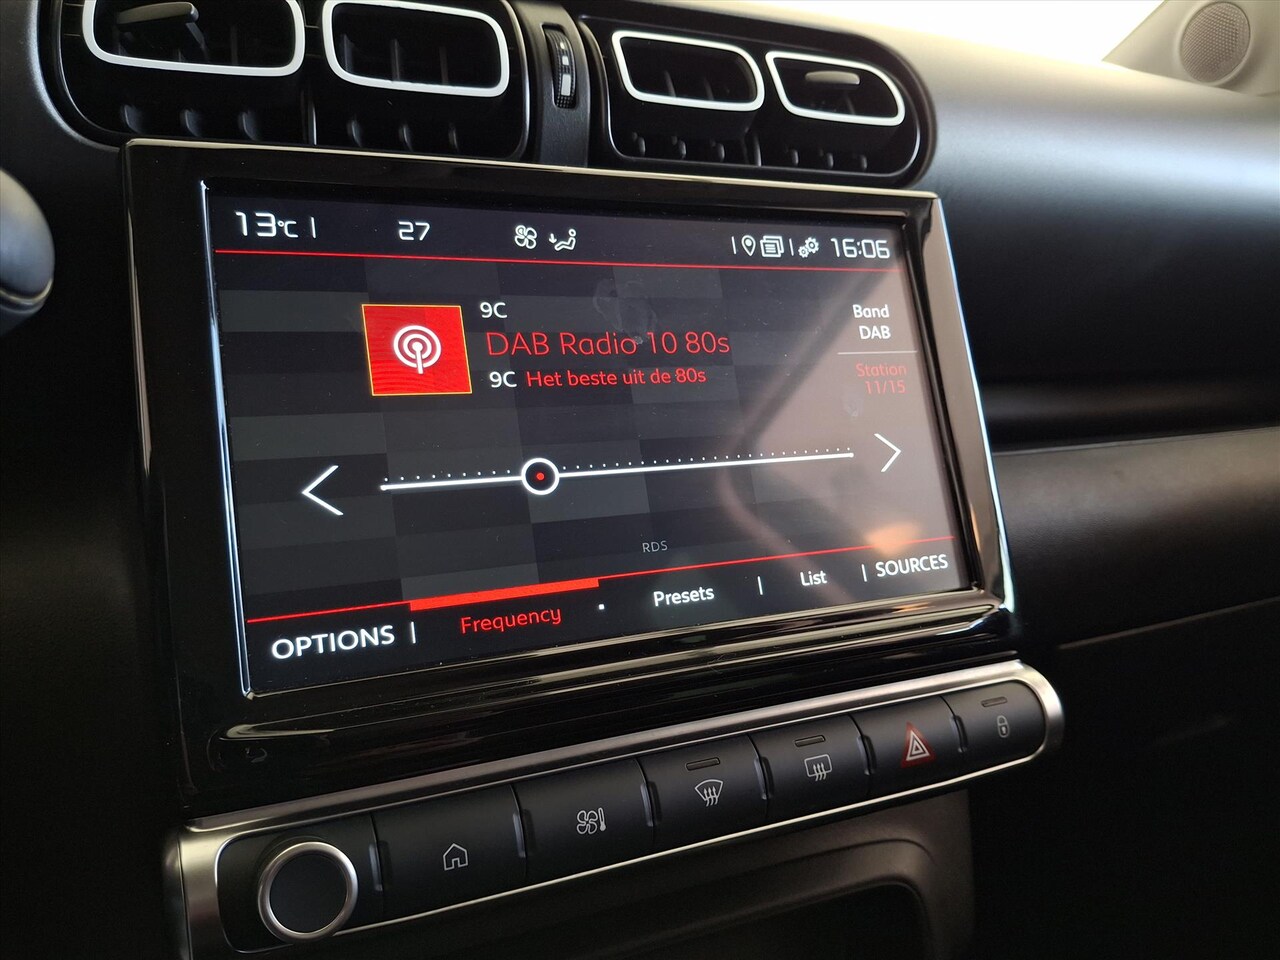 13°C 27 16:06
9C
DAB Radio 10 80s
9C Het beste uit de 80s
Band
DAB
Station
11/15
RDS
OPTIONS Frequency Presets List SOURCES